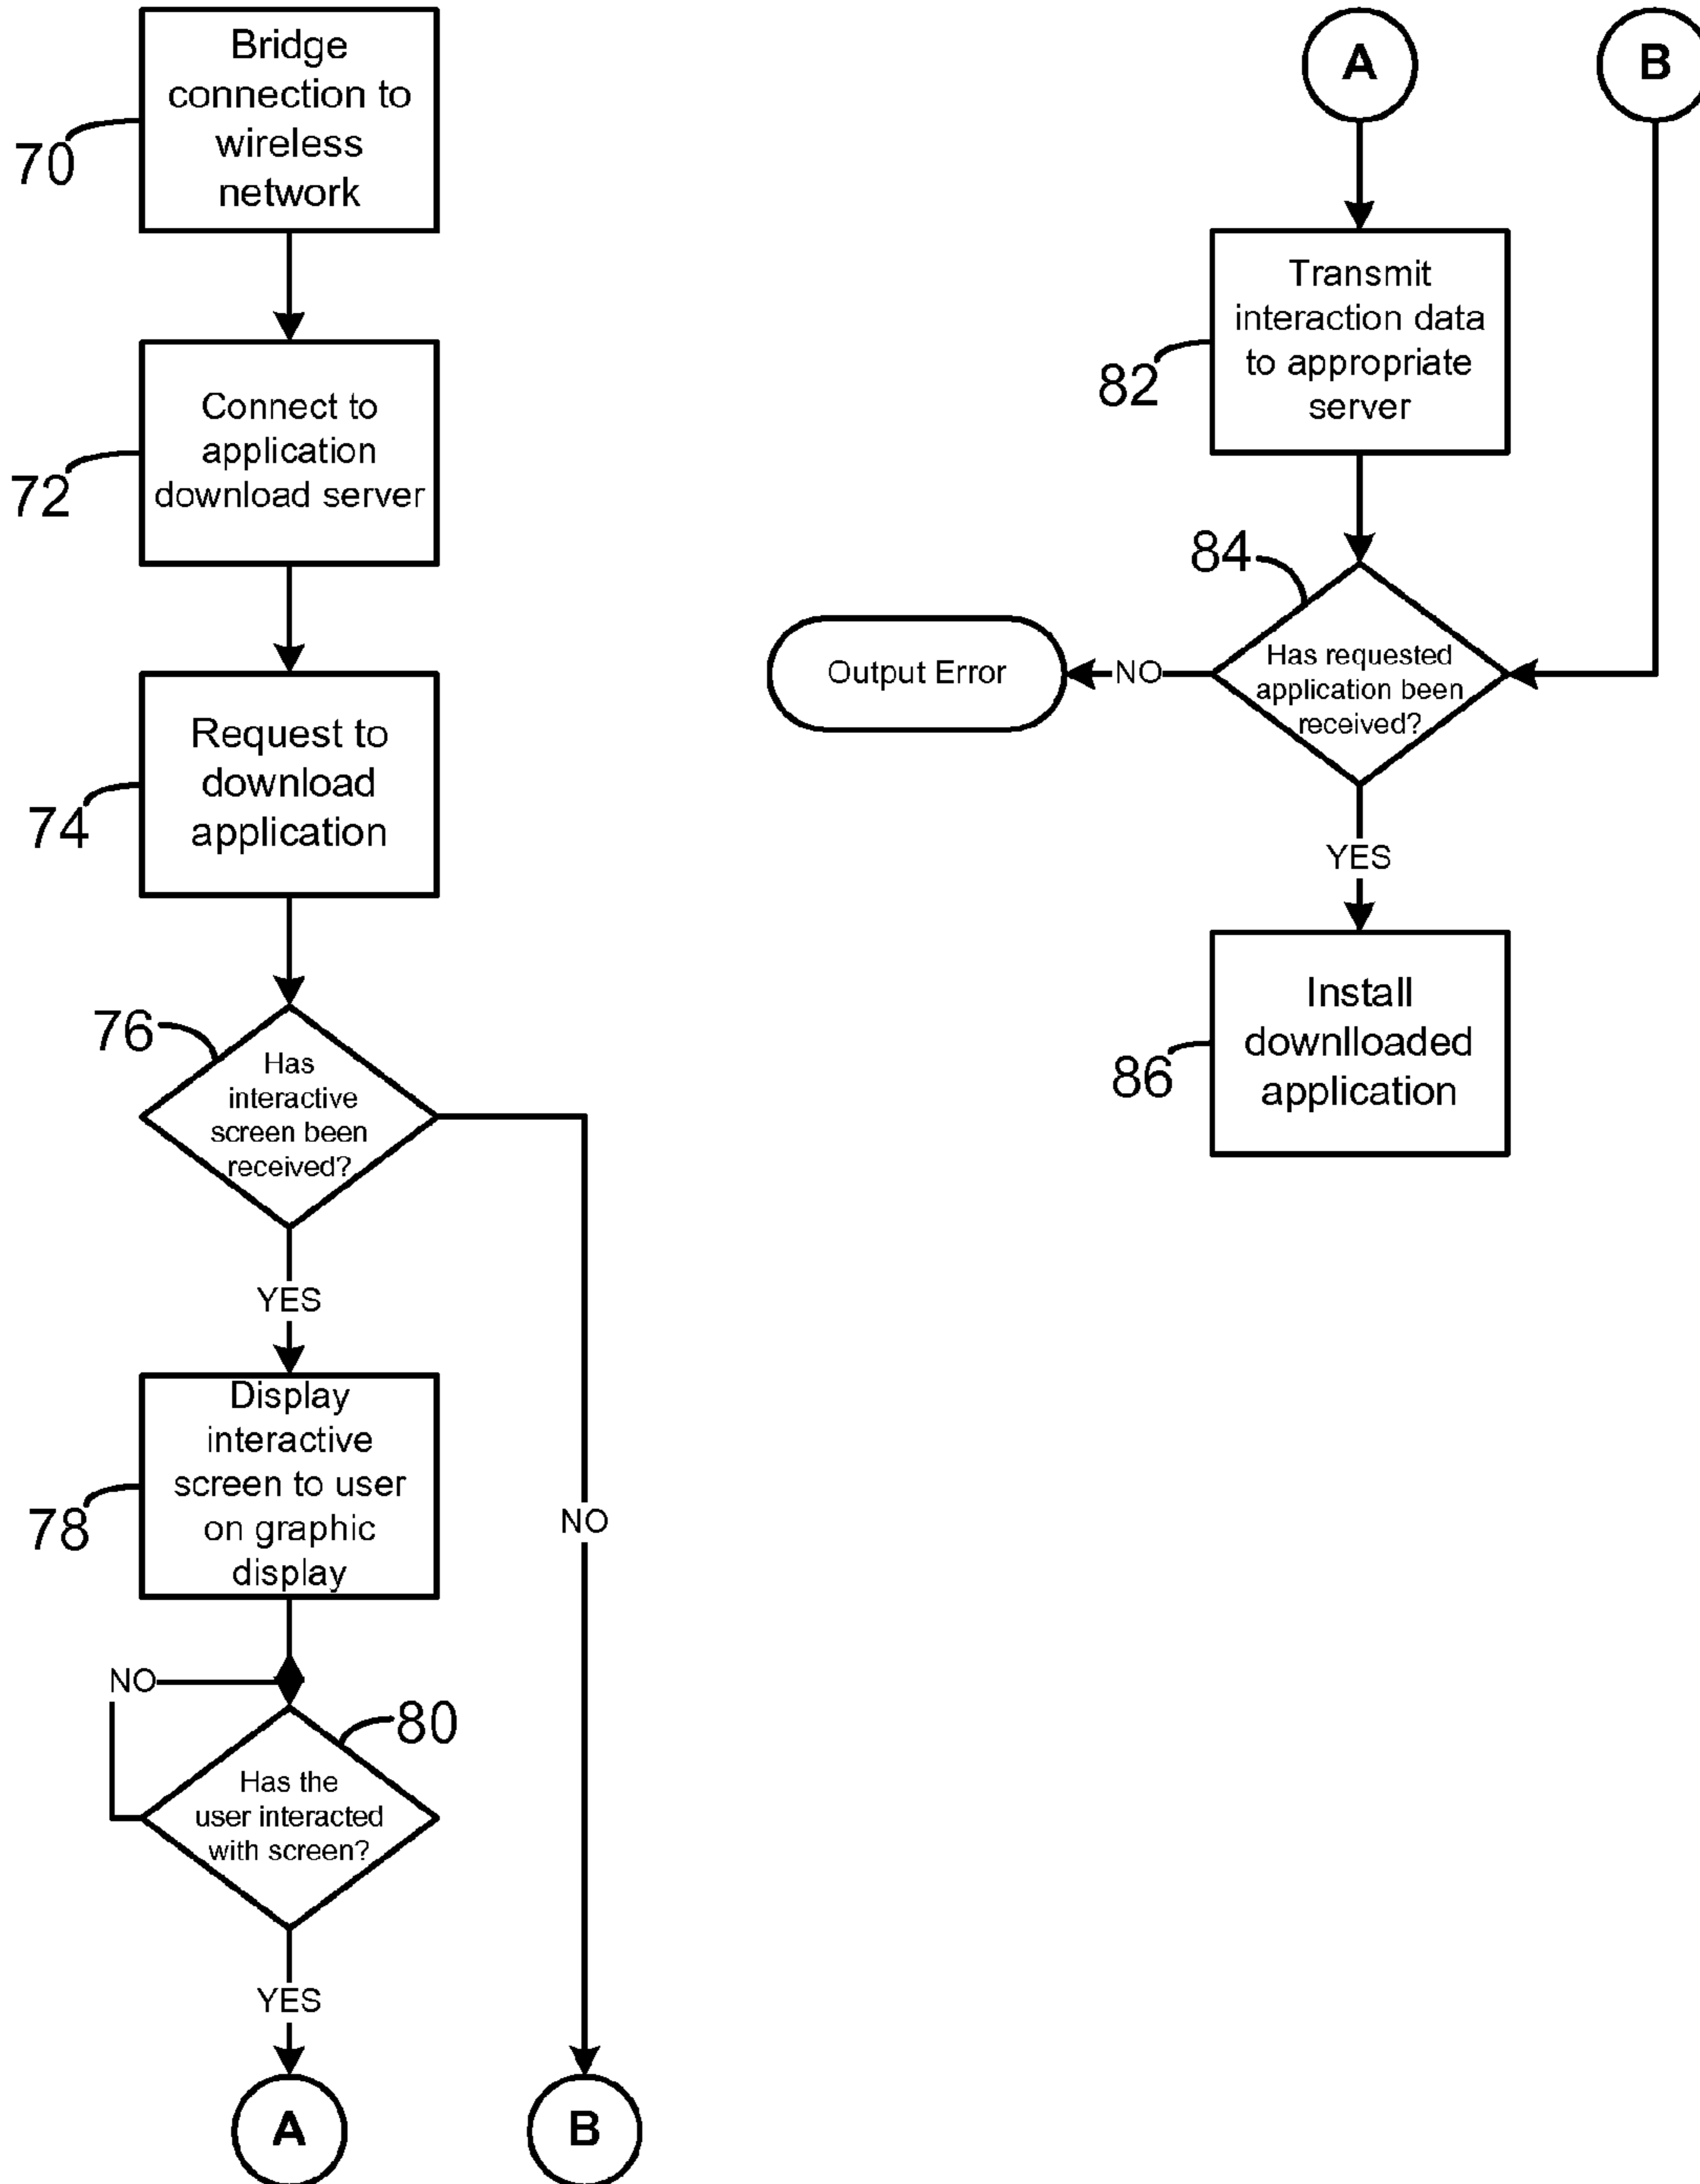 Bridge
connection to
wireless
network
70
Connect to
application
download server
72
Request to
download
application
74
76
Has
interactive
screen been
received?
YES
NO
Display
interactive
screen to user
on graphic
display
78
NO
80
Has the
user interacted
with screen?
YES
A
B
A
B
Transmit
interaction data
to appropriate
server
82
84
Has requested
application been
received?
NO
Output Error
YES
Install
downlloaded
application
86